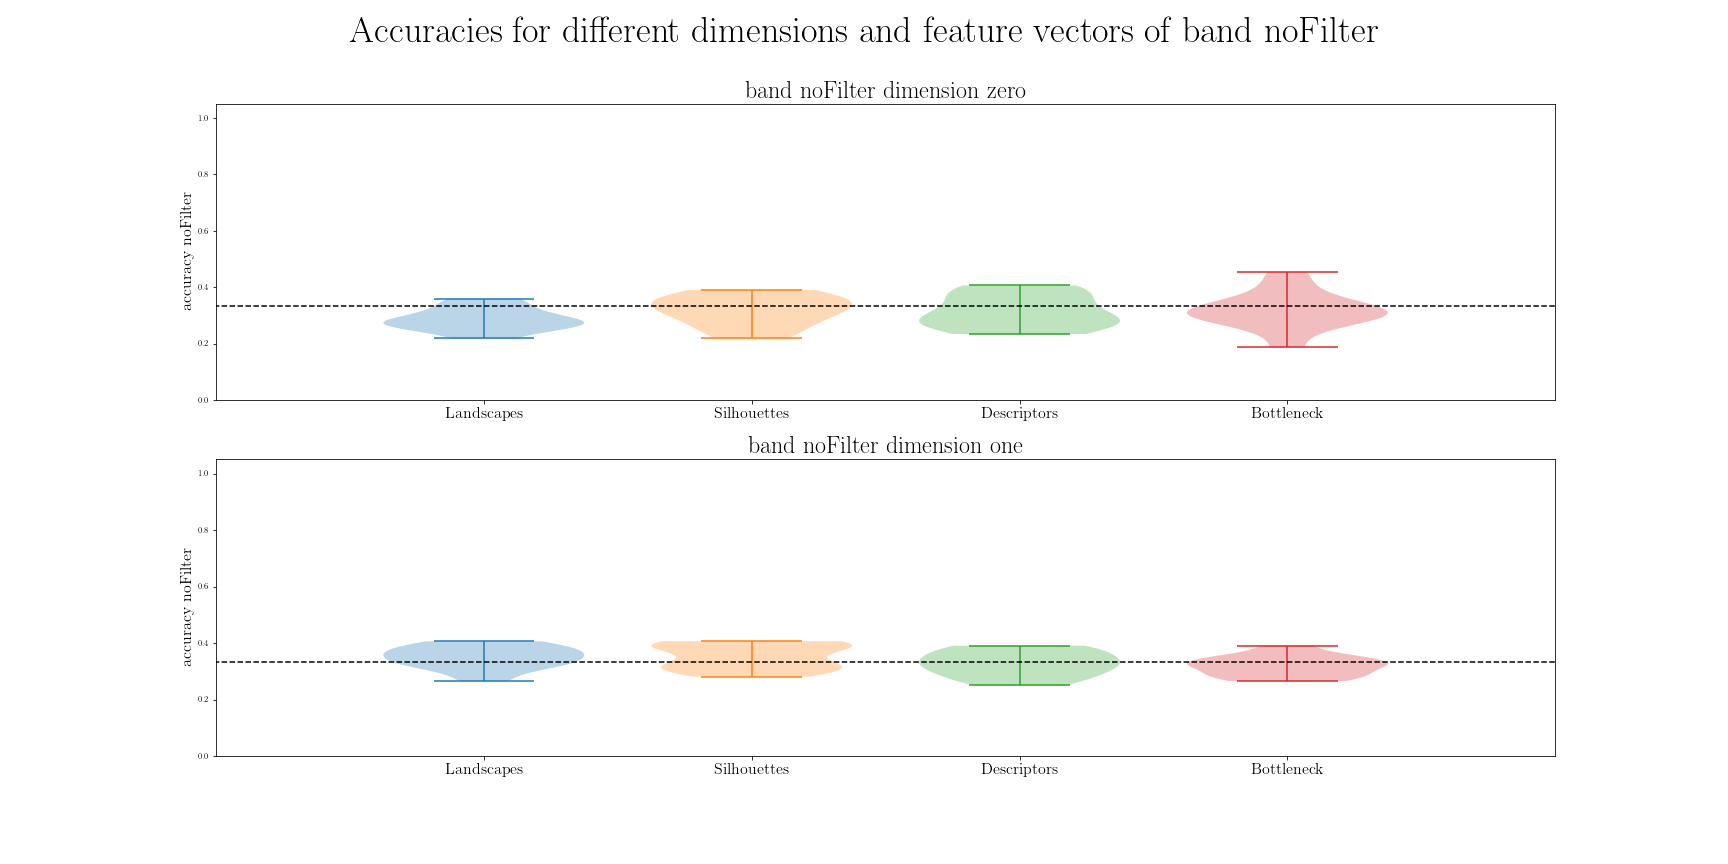 Accuracies for different dimensions and feature vectors of band noFilter
band noFilter dimension zero
accuracy noFilter
1.0
0.8
0.6
0.4
0.2
0.0
Landscapes Silhouettes Descriptors Bottleneck
band noFilter dimension one
accuracy noFilter
1.0
0.8
0.6
0.4
0.2
0.0
Landscapes Silhouettes Descriptors Bottleneck